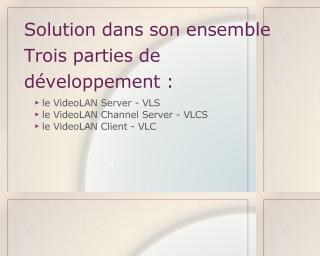 Solution dans son ensemble
Trois parties de
développement :
le VideoLAN Server - VLS
le VideoLAN Channel Server - VLCS
le VideoLAN Client - VLC